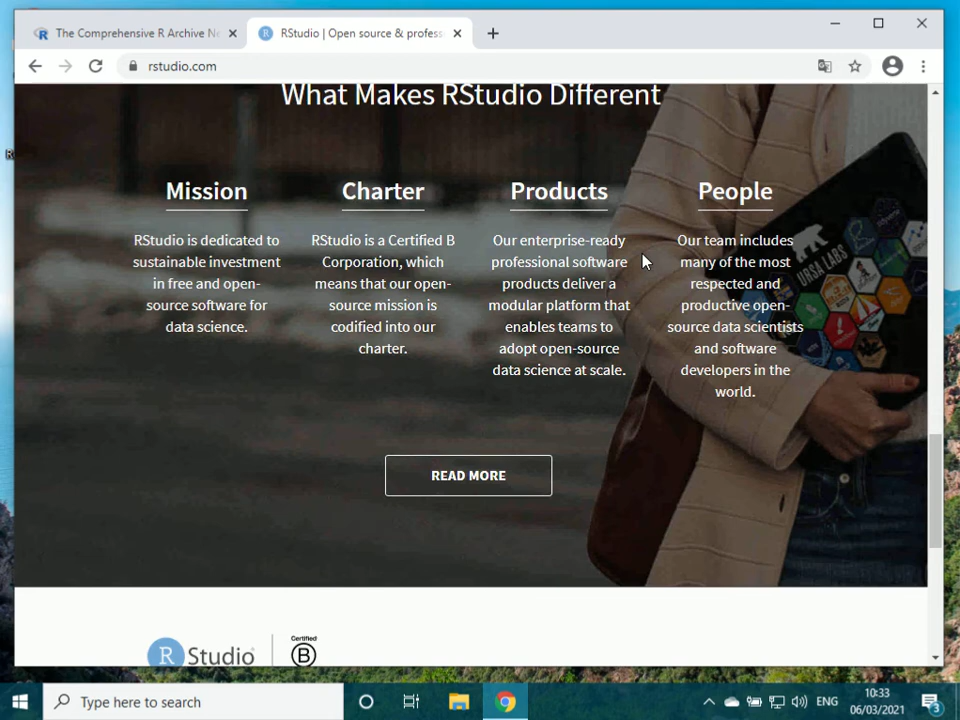 The Comprehensive R Archive Ne
RStudio | Open source & profess
rstudio.com
What Makes RStudio Different
Mission
RStudio is dedicated to
sustainable investment
in free and open-
source software for
data science.
Charter
RStudio is a Certified B
Corporation, which
means that our open-
source mission is
codified into our
charter.
Products
Our enterprise-ready
professional software
products deliver a
modular platform that
enables teams to
adopt open-source
data science at scale.
People
Our team includes
many of the most
respected and
productive open-
source data scientists
and software
developers in the
world.
URSA LABS
READ MORE
R Studio
Certified
B
Type here to search
ENG
10:33
06/03/2021
3